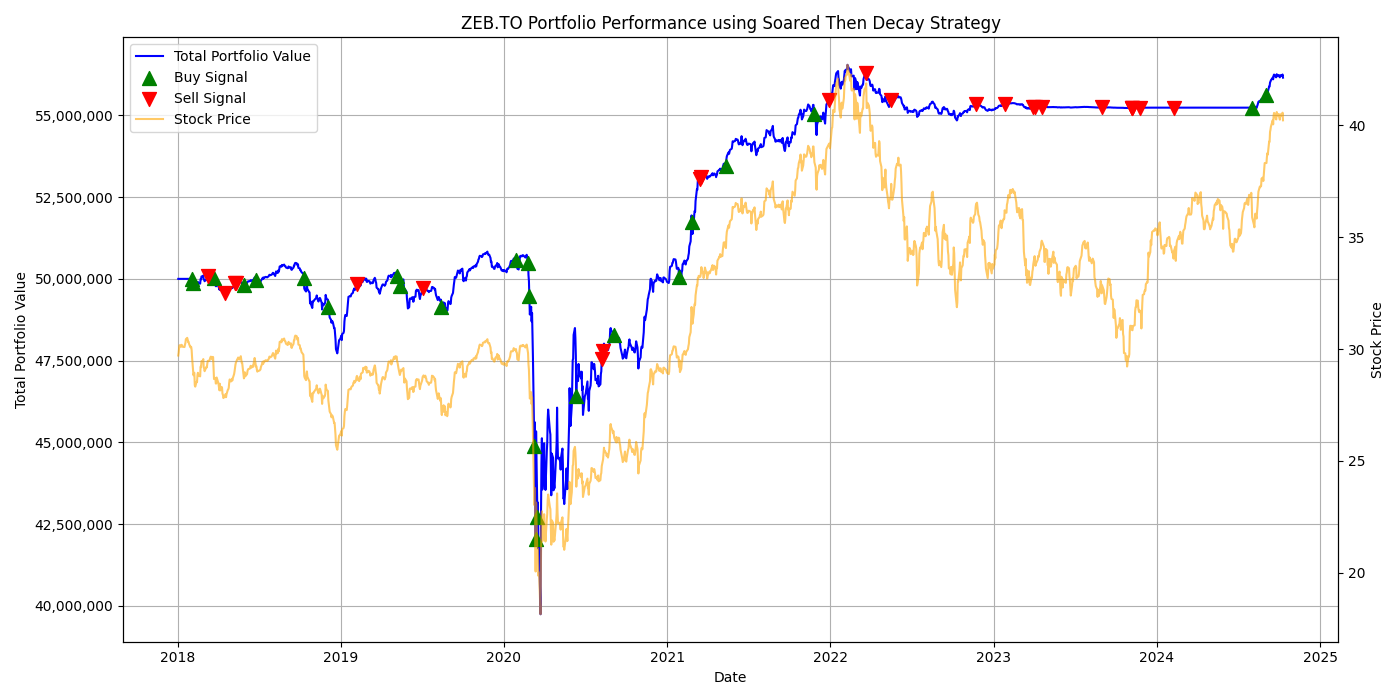 ZEB.TO Portfolio Performance using Soared Then Decay Strategy
Total Portfolio Value
Buy Signal
Sell Signal
Stock Price
55,000,000
52,500,000
50,000,000
47,500,000
45,000,000
42,500,000
40,000,000
Total Portfolio Value
40
35
30
25
20
Stock Price
2018
2019
2020
2021
2022
2023
2024
2025
Date